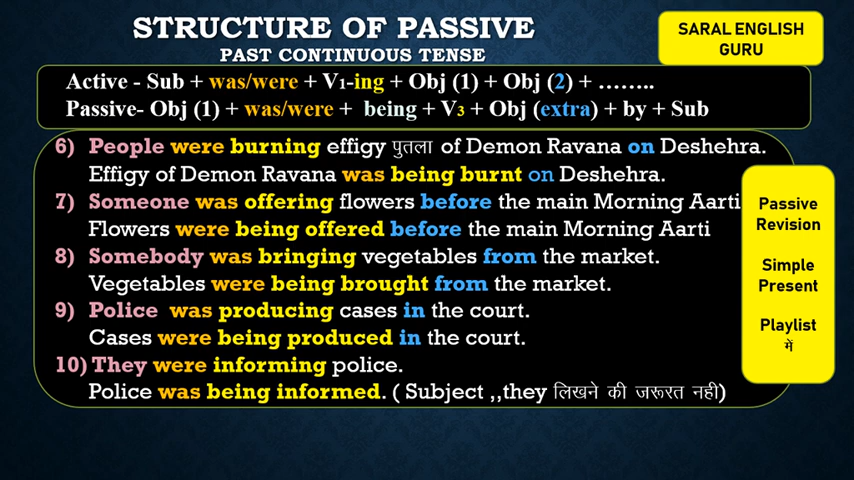 STRUCTURE OF PASSIVE
PAST CONTINUOUS TENSE
SARAL ENGLISH
GURU
Active - Sub + was/were + V1-ing + Obj (1) + Obj (2) + ……..
Passive- Obj (1) + was/were + being + V3 + Obj (extra) + by + Sub
6) People were burning effigy पुतला of Demon Ravana on Deshehra.
Effigy of Demon Ravana was being burnt on Deshehra.
7) Someone was offering flowers before the main Morning Aarti
Flowers were being offered before the main Morning Aarti
8) Somebody was bringing vegetables from the market.
Vegetables were being brought from the market.
9) Police was producing cases in the court.
Cases were being produced in the court.
10) They were informing police.
Police was being informed. ( Subject ,,they लिखने की जरूरत नही)
Passive
Revision
Simple
Present
Playlist
में